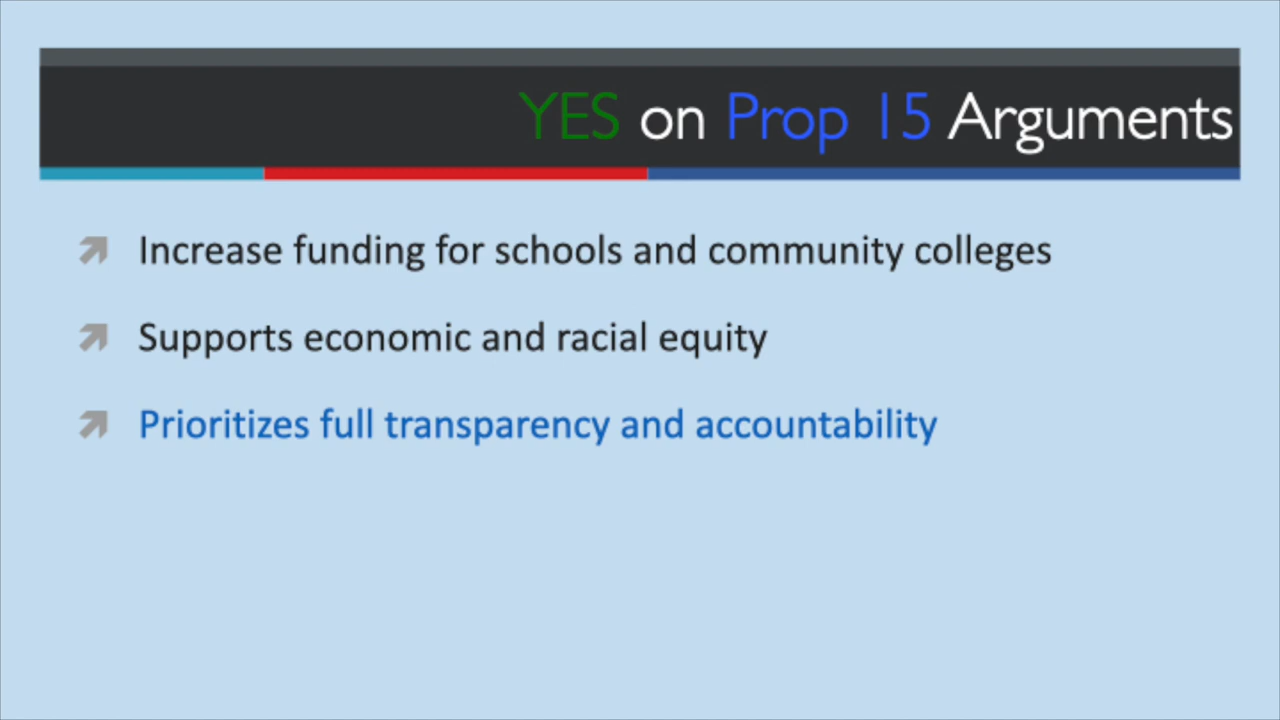 YES on Prop 15 Arguments
Increase funding for schools and community colleges
Supports economic and racial equity
Prioritizes full transparency and accountability